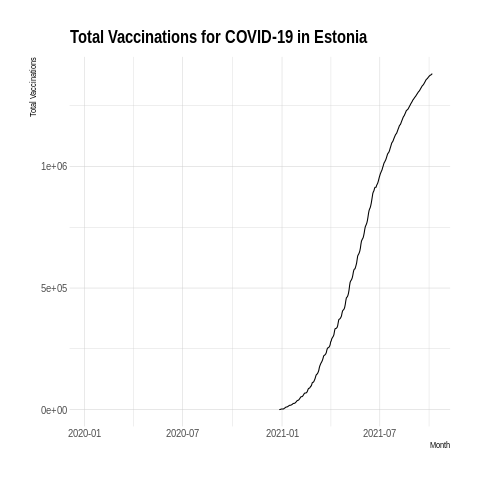 Total Vaccinations for COVID-19 in Estonia
Total Vaccinations
1e+06
5e+05
0e+00
2020-01 2020-07 2021-01 2021-07
Month